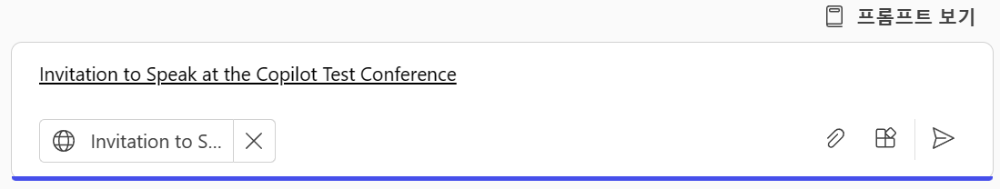 프롬프트 보기
Invitation to Speak at the Copilot Test Conference
Invitation to S...